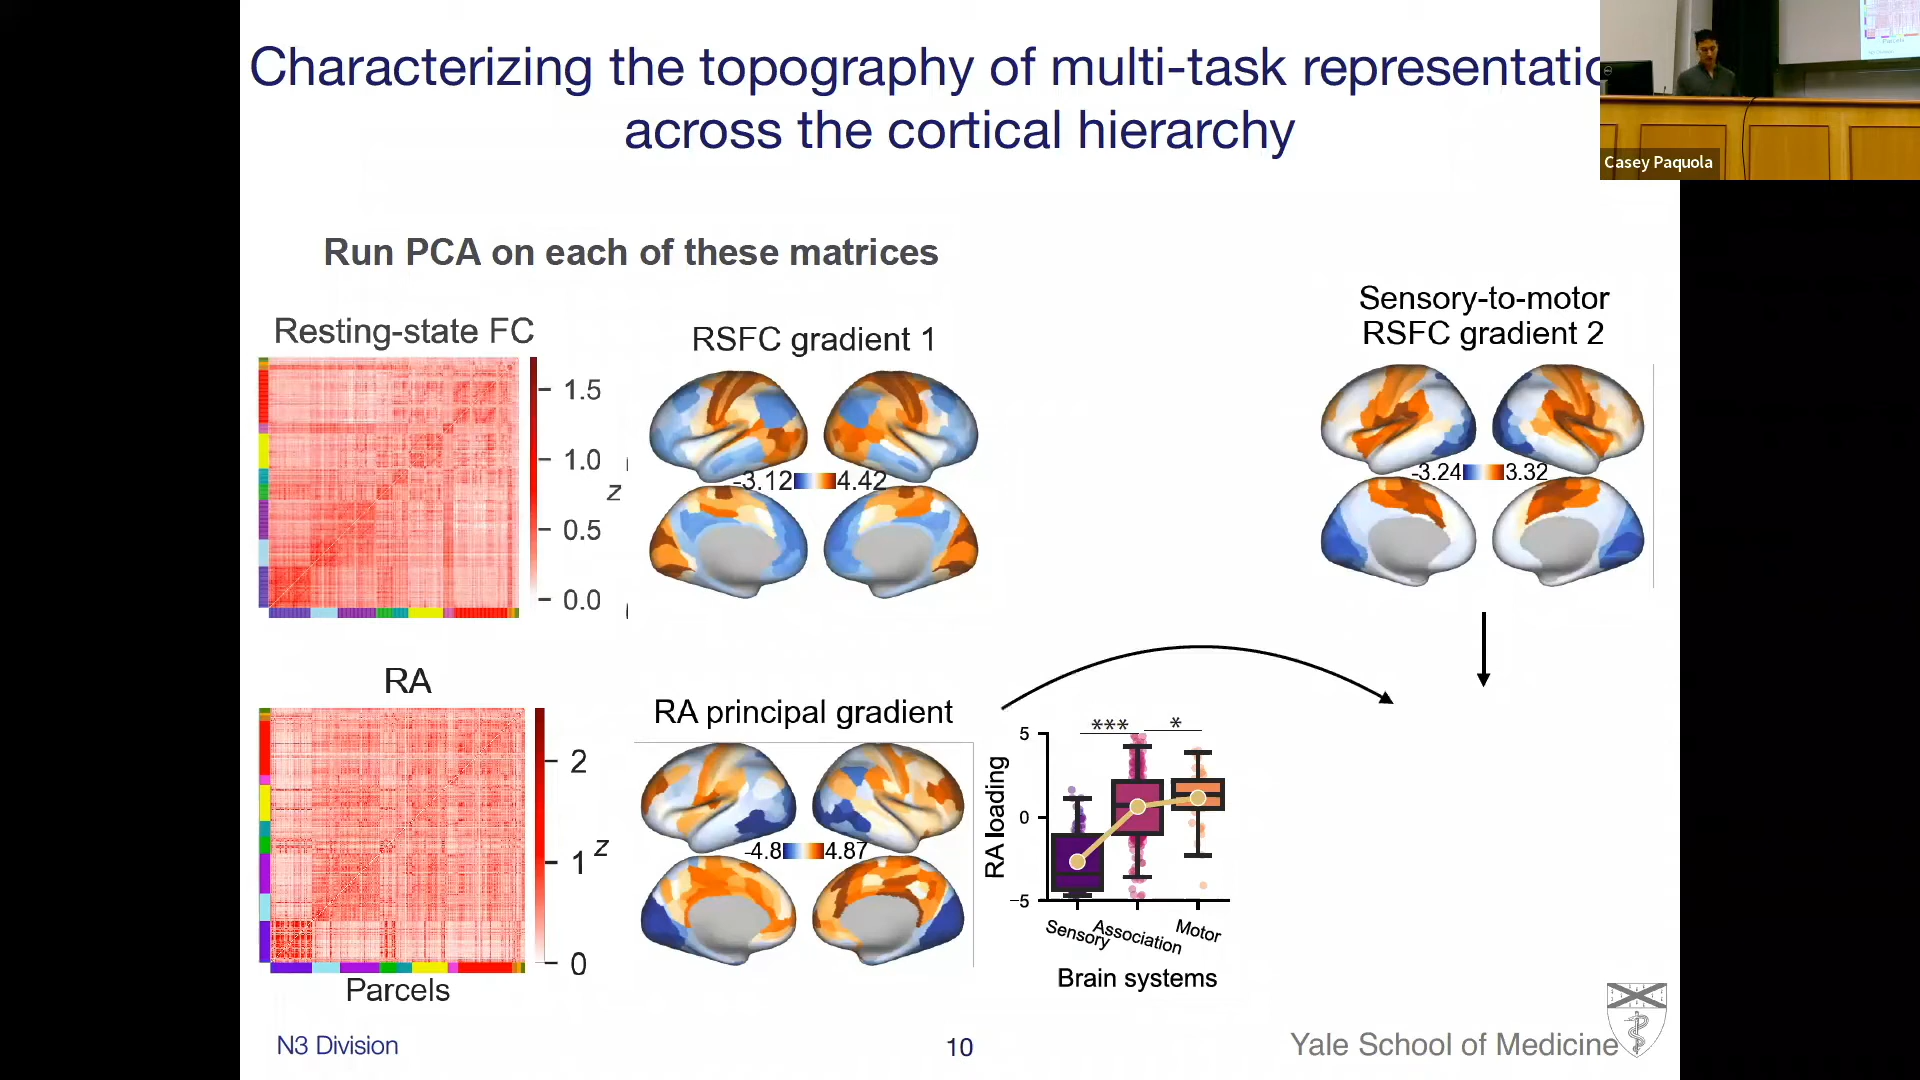 Characterizing the topography of multi-task representatio
across the cortical hierarchy
Casey Paquola
Run PCA on each of these matrices
Resting-state FC
1.5
1.0
0.5
0.0
z
RSFC gradient 1
-3.12
4.42
Sensory-to-motor
RSFC gradient 2
-3.24
3.32
RA
2
1
0
z
Parcels
RA principal gradient
-4.8
4.87
RA loading
5
0
−5
***
*
Sensory
Association
Motor
Brain systems
N3 Division
10
Yale School of Medicine